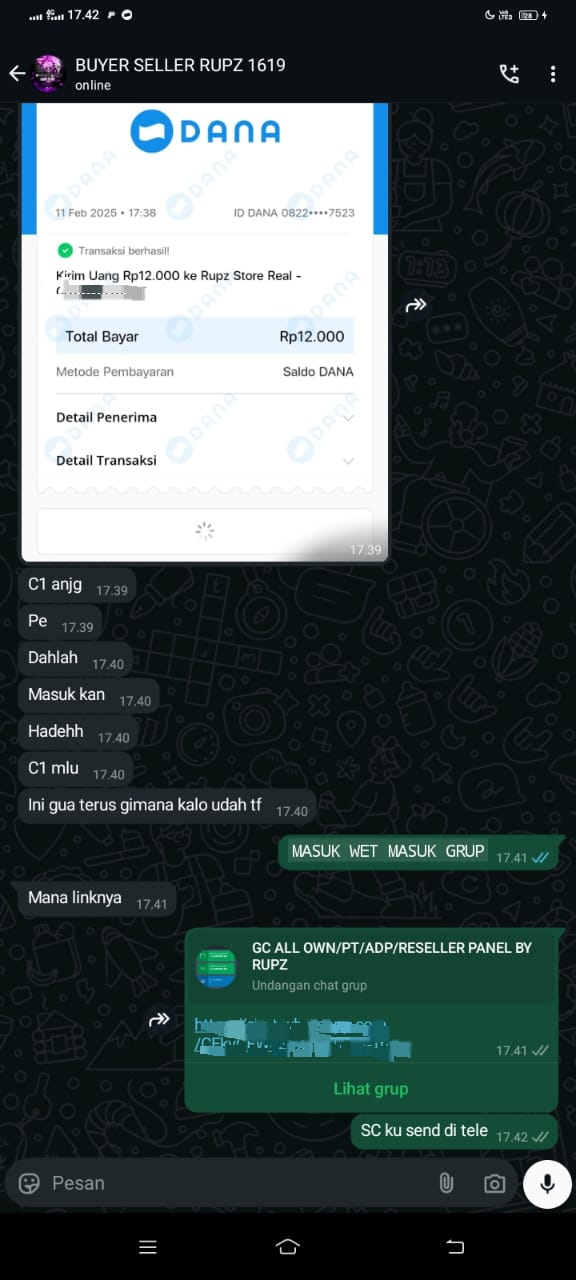 17.42
BUYER SELLER RUPZ 1619
online
DANA
11 Feb 2025 • 17:38
ID DANA 0822••••7523
Transaksi berhasil!
Kirim Uang Rp12.000 ke Rupz Store Real -
Total Bayar
Rp12.000
Metode Pembayaran
Saldo DANA
Detail Penerima
Detail Transaksi
17.39
C1 anjg 17.39
Pe 17.39
Dahlah 17.40
Masuk kan 17.40
Hadehh 17.40
C1 mlu 17.40
Ini gua terus gimana kalo udah tf 17.40
MASUK WET MASUK GRUP 17.41
Mana linknya 17.41
GC ALL OWN/PT/ADP/RESELLER PANEL BY
RUPZ
Undangan chat grup
17.41
Lihat grup
SC ku send di tele 17.42
Pesan